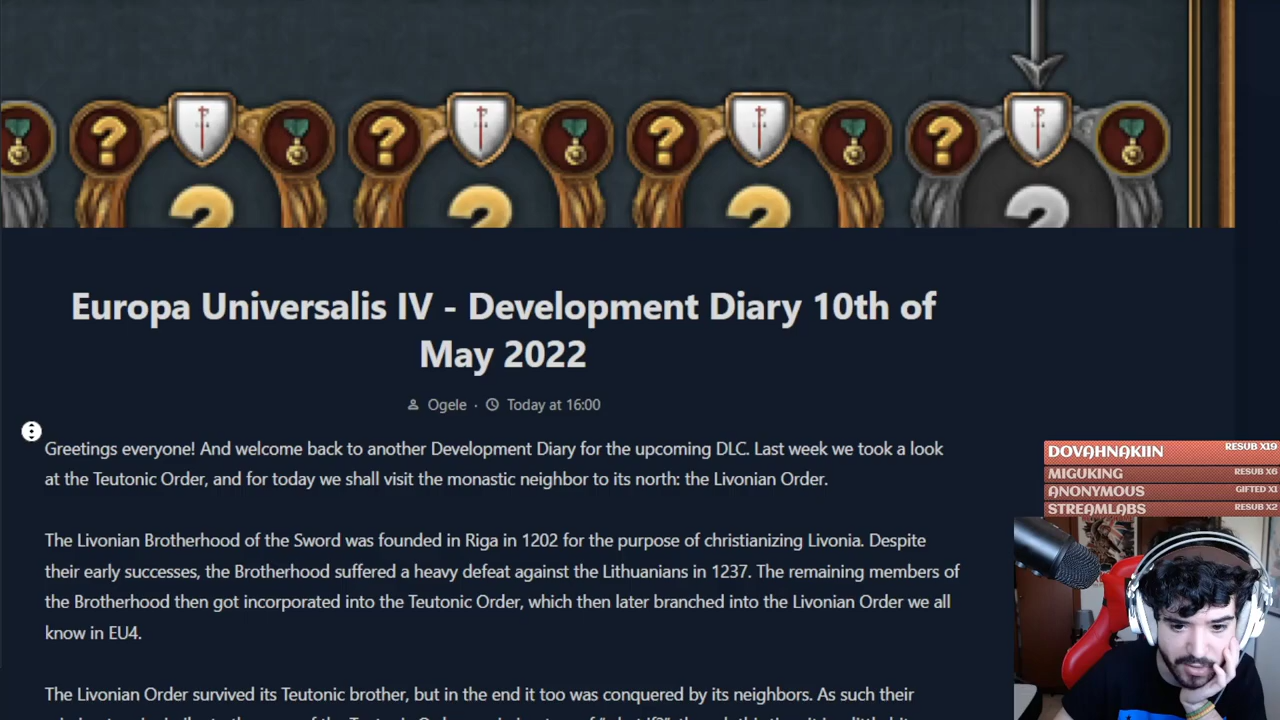 Europa Universalis IV - Development Diary 10th of
May 2022
Ogele · Today at 16:00
Greetings everyone! And welcome back to another Development Diary for the upcoming DLC. Last week we took a look
at the Teutonic Order, and for today we shall visit the monastic neighbor to its north: the Livonian Order.
The Livonian Brotherhood of the Sword was founded in Riga in 1202 for the purpose of christianizing Livonia. Despite
their early successes, the Brotherhood suffered a heavy defeat against the Lithuanians in 1237. The remaining members of
the Brotherhood then got incorporated into the Teutonic Order, which then later branched into the Livonian Order we all
know in EU4.
The Livonian Order survived its Teutonic brother, but in the end it too was conquered by its neighbors. As such their
DOVAHNAKIIN RESUB X19
MIGUKING RESUB X6
ANONYMOUS GIFTED X1
STREAMLABS RESUB X2